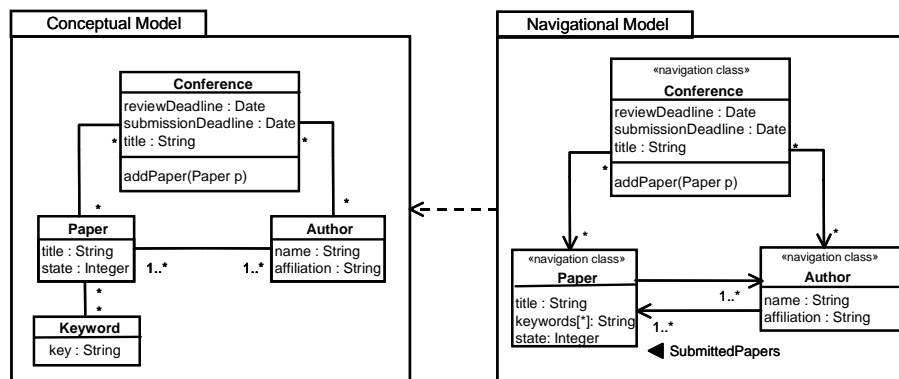 Conceptual Model
Conference
reviewDeadline : Date
submissionDeadline : Date
title : String
*
*
addPaper(Paper p)
*
*
Paper
title : String
state : Integer
1..*
1..*
Author
name : String
affiliation : String
*
*
Keyword
key : String
Navigational Model
«navigation class»
Conference
reviewDeadline : Date
submissionDeadline : Date
title : String
*
*
addPaper(Paper p)
*
*
«navigation class»
Paper
title : String
keywords[*]: String
state: Integer
«navigation class»
Author
name : String
affiliation : String
1..*
1..*
◀ SubmittedPapers